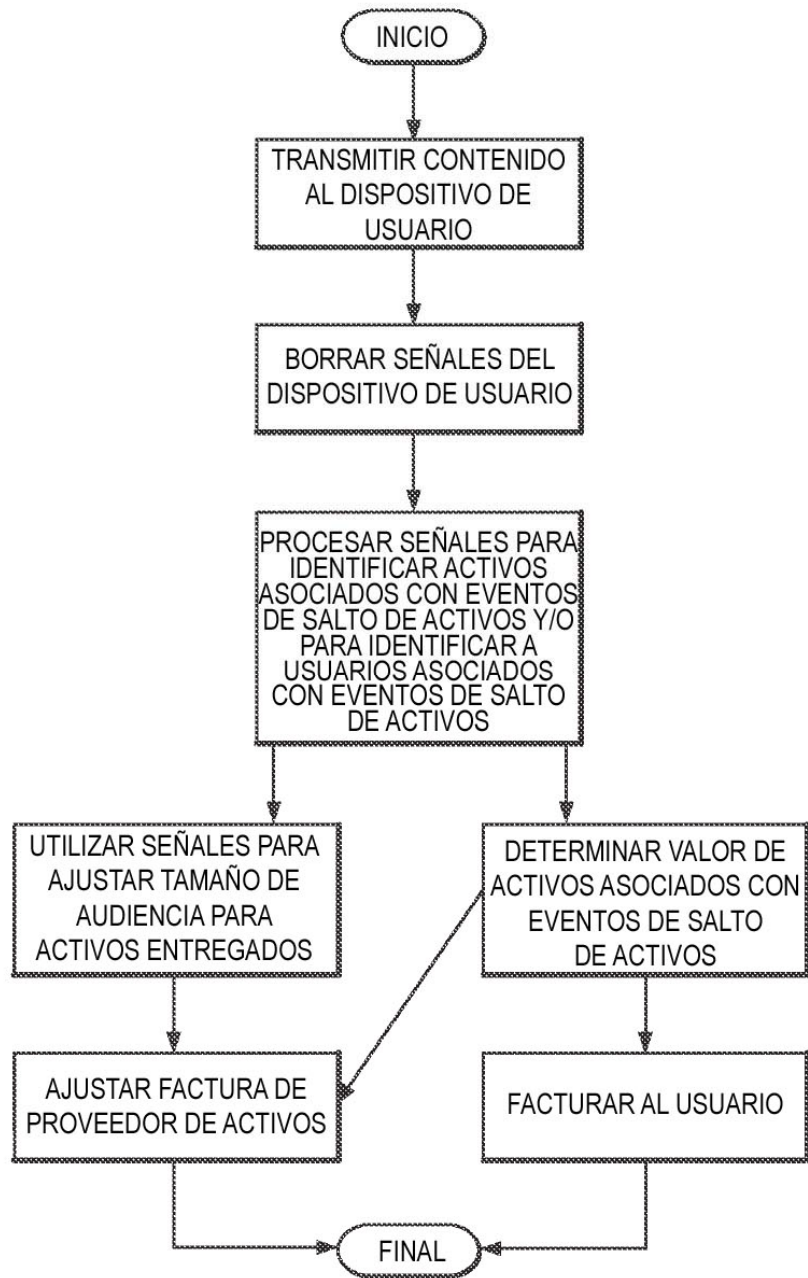 INICIO
TRANSMITIR CONTENIDO
AL DISPOSITIVO DE
USUARIO
BORRAR SEÑALES DEL
DISPOSITIVO DE USUARIO
PROCESAR SEÑALES PARA
IDENTIFICAR ACTIVOS
ASOCIADOS CON EVENTOS
DE SALTO DE ACTIVOS Y/O
PARA IDENTIFICAR A
USUARIOS ASOCIADOS
CON EVENTOS DE SALTO
DE ACTIVOS
UTILIZAR SEÑALES PARA
AJUSTAR TAMAÑO DE
AUDIENCIA PARA
ACTIVOS ENTREGADOS
DETERMINAR VALOR DE
ACTIVOS ASOCIADOS CON
EVENTOS DE SALTO
DE ACTIVOS
AJUSTAR FACTURA DE
PROVEEDOR DE ACTIVOS
FACTURAR AL USUARIO
FINAL